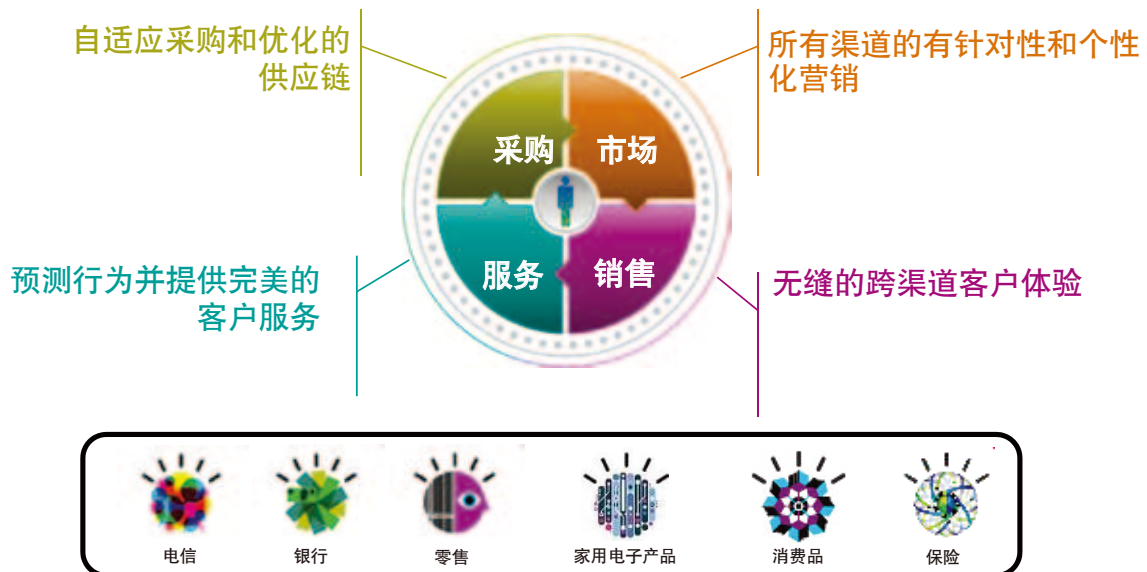 自适应采购和优化的
供应链
所有渠道的有针对性和个性
化营销
采购
市场
服务
销售
预测行为并提供完美的
客户服务
无缝的跨渠道客户体验
电信
银行
零售
家用电子产品
消费品
保险